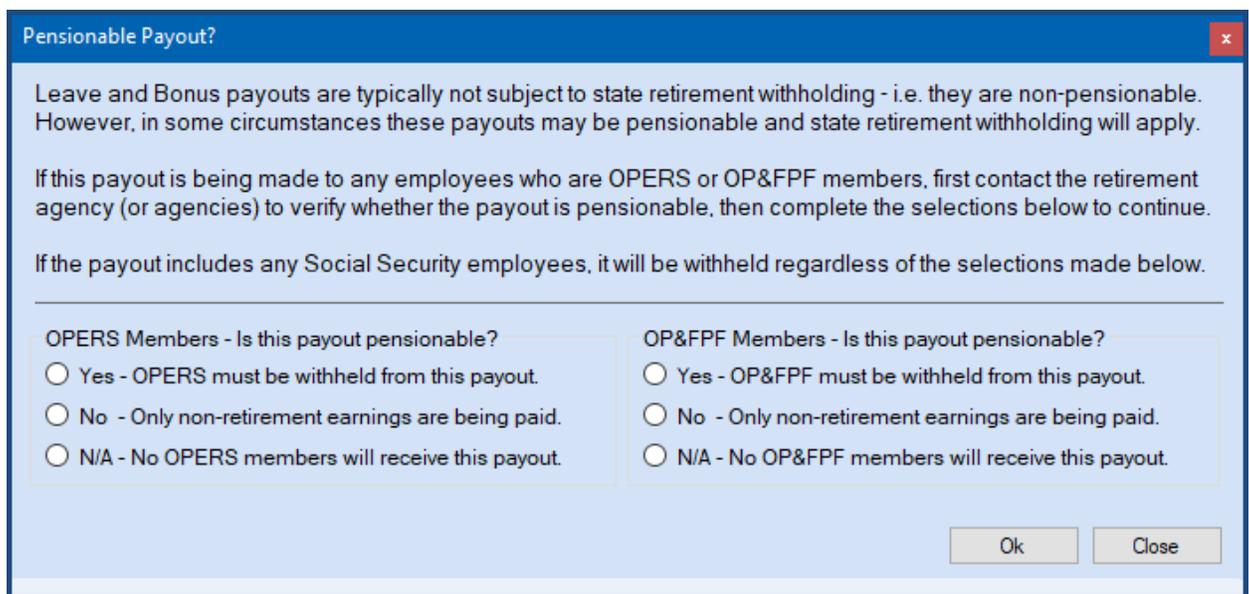 Pensionable Payout?
x
Leave and Bonus payouts are typically not subject to state retirement withholding - i.e. they are non-pensionable.
However, in some circumstances these payouts may be pensionable and state retirement withholding will apply.
If this payout is being made to any employees who are OPERS or OP&FPF members, first contact the retirement
agency (or agencies) to verify whether the payout is pensionable, then complete the selections below to continue.
If the payout includes any Social Security employees, it will be withheld regardless of the selections made below.
OPERS Members - Is this payout pensionable?
Yes - OPERS must be withheld from this payout.
No - Only non-retirement earnings are being paid.
N/A - No OPERS members will receive this payout.
OP&FPF Members - Is this payout pensionable?
Yes - OP&FPF must be withheld from this payout.
No - Only non-retirement earnings are being paid.
N/A - No OP&FPF members will receive this payout.
Ok
Close